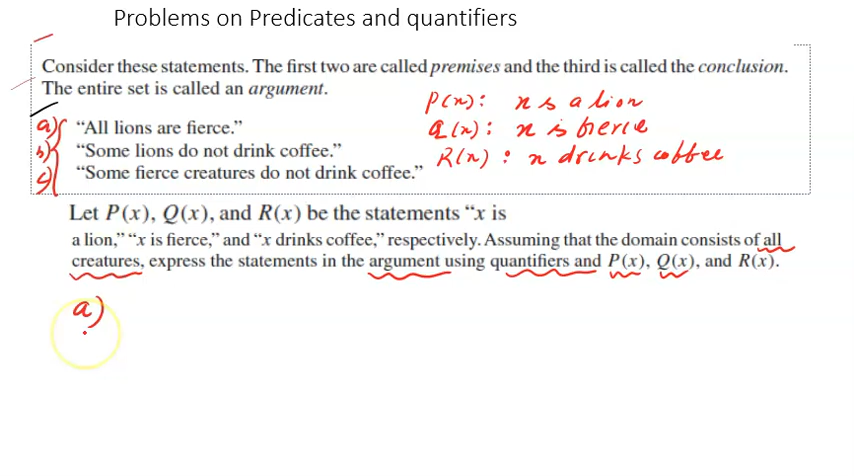 Problems on Predicates and quantifiers
Consider these statements. The first two are called premises and the third is called the conclusion.
The entire set is called an argument.
P(x): x is a lion
a) "All lions are fierce."
Q(x): x is fierce
b) "Some lions do not drink coffee."
R(x): x drinks coffee
c) "Some fierce creatures do not drink coffee."
Let P(x), Q(x), and R(x) be the statements "x is
a lion," "x is fierce," and "x drinks coffee," respectively. Assuming that the domain consists of all
creatures, express the statements in the argument using quantifiers and P(x), Q(x), and R(x).
a)